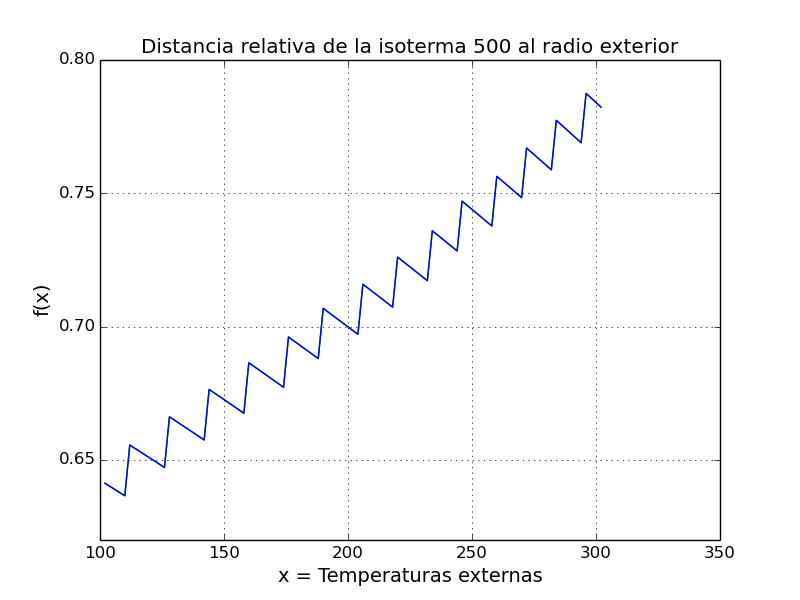 Distancia relativa de la isoterma 500 al radio exterior
0.80
0.75
0.70
0.65
f(x)
100 150 200 250 300 350
x = Temperaturas externas